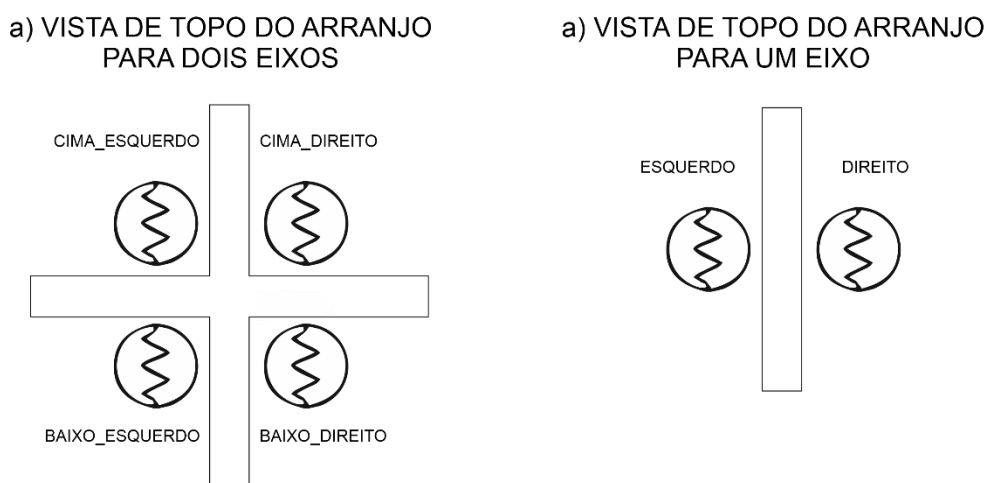 a) VISTA DE TOPO DO ARRANJO
PARA DOIS EIXOS
CIMA_ESQUERDO
CIMA_DIREITO
BAIXO_ESQUERDO
BAIXO_DIREITO
a) VISTA DE TOPO DO ARRANJO
PARA UM EIXO
ESQUERDO
DIREITO